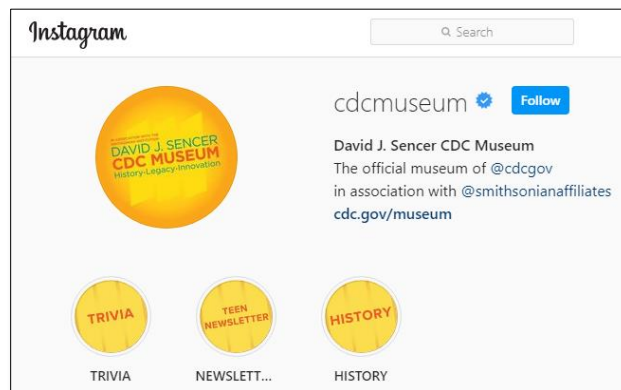 Instagram
Search
cdcmuseum
Follow
DAVID J. SENCER
CDC MUSEUM
History-Legacy-Innovation
David J. Sencer CDC Museum
The official museum of @cdcgov
in association with @smithsonianaffiliates
cdc.gov/museum
TRIVIA
TEEN
NEWSLETTER
HISTORY
TRIVIA
NEWSLETT...
HISTORY